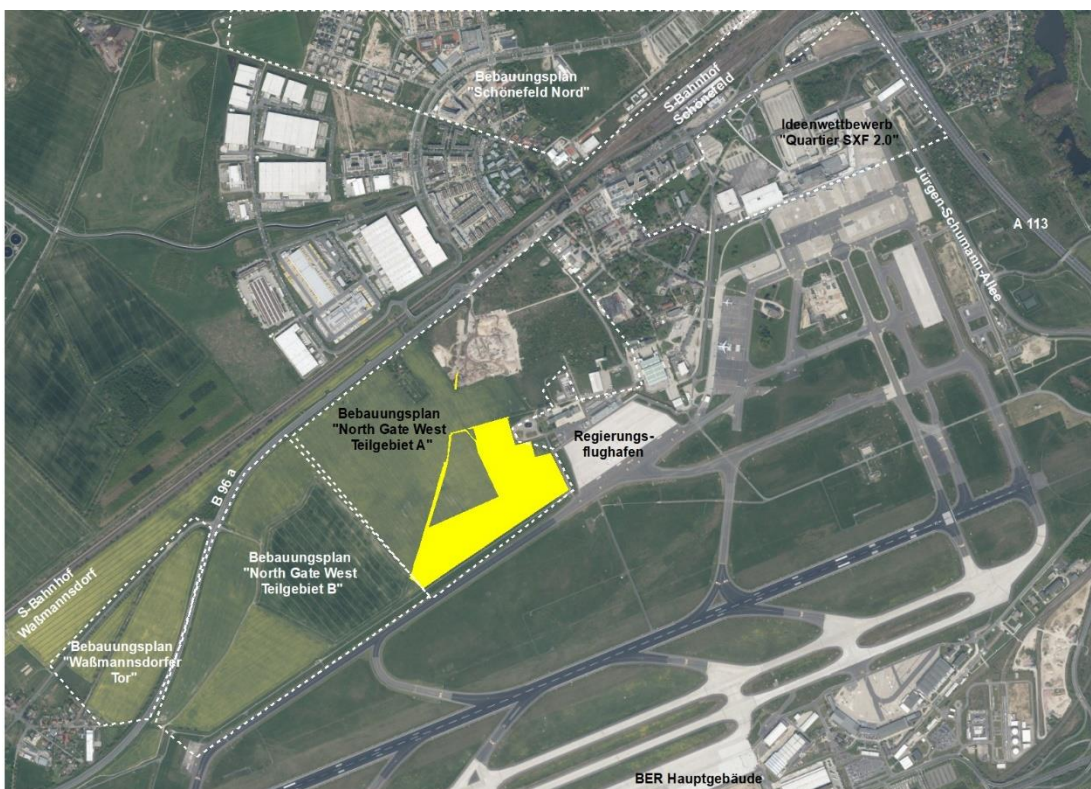 Bebauungsplan
"Schönefeld Nord"
S-Bahnhof
Schönefeld
Ideenwettbewerb
"Quartier SXF 2.0"
Jürgen-Schumann-Allee
A 113
Bebauungsplan
"North Gate West
Teilgebiet A"
Regierungs-
flughafen
B 96 a
Bebauungsplan
"North Gate West
Teilgebiet B"
S-Bahnhof
Waßmannsdorf
Bebauungsplan
"Waßmannsdorfer
Tor"
BER Hauptgebäude